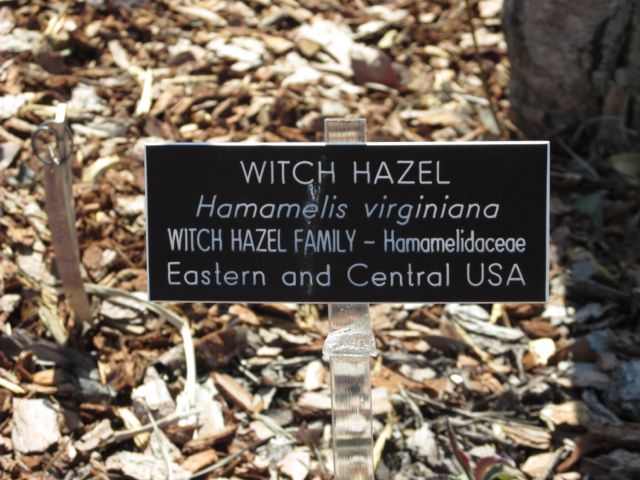 WITCH HAZEL
Hamamelis virginiana
WITCH HAZEL FAMILY – Hamamelidaceae
Eastern and Central USA